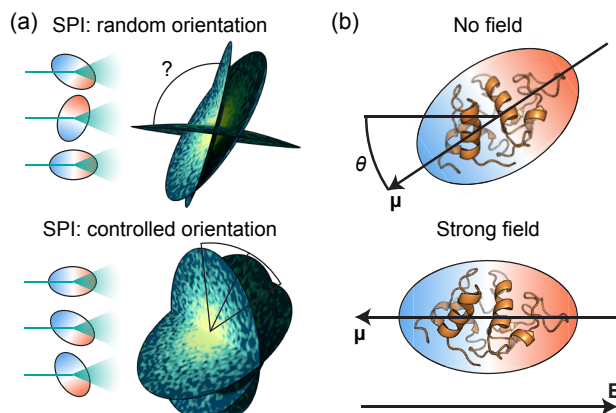 (a) SPI: random orientation
?
SPI: controlled orientation
(b) No field
θ
μ
Strong field
μ
E